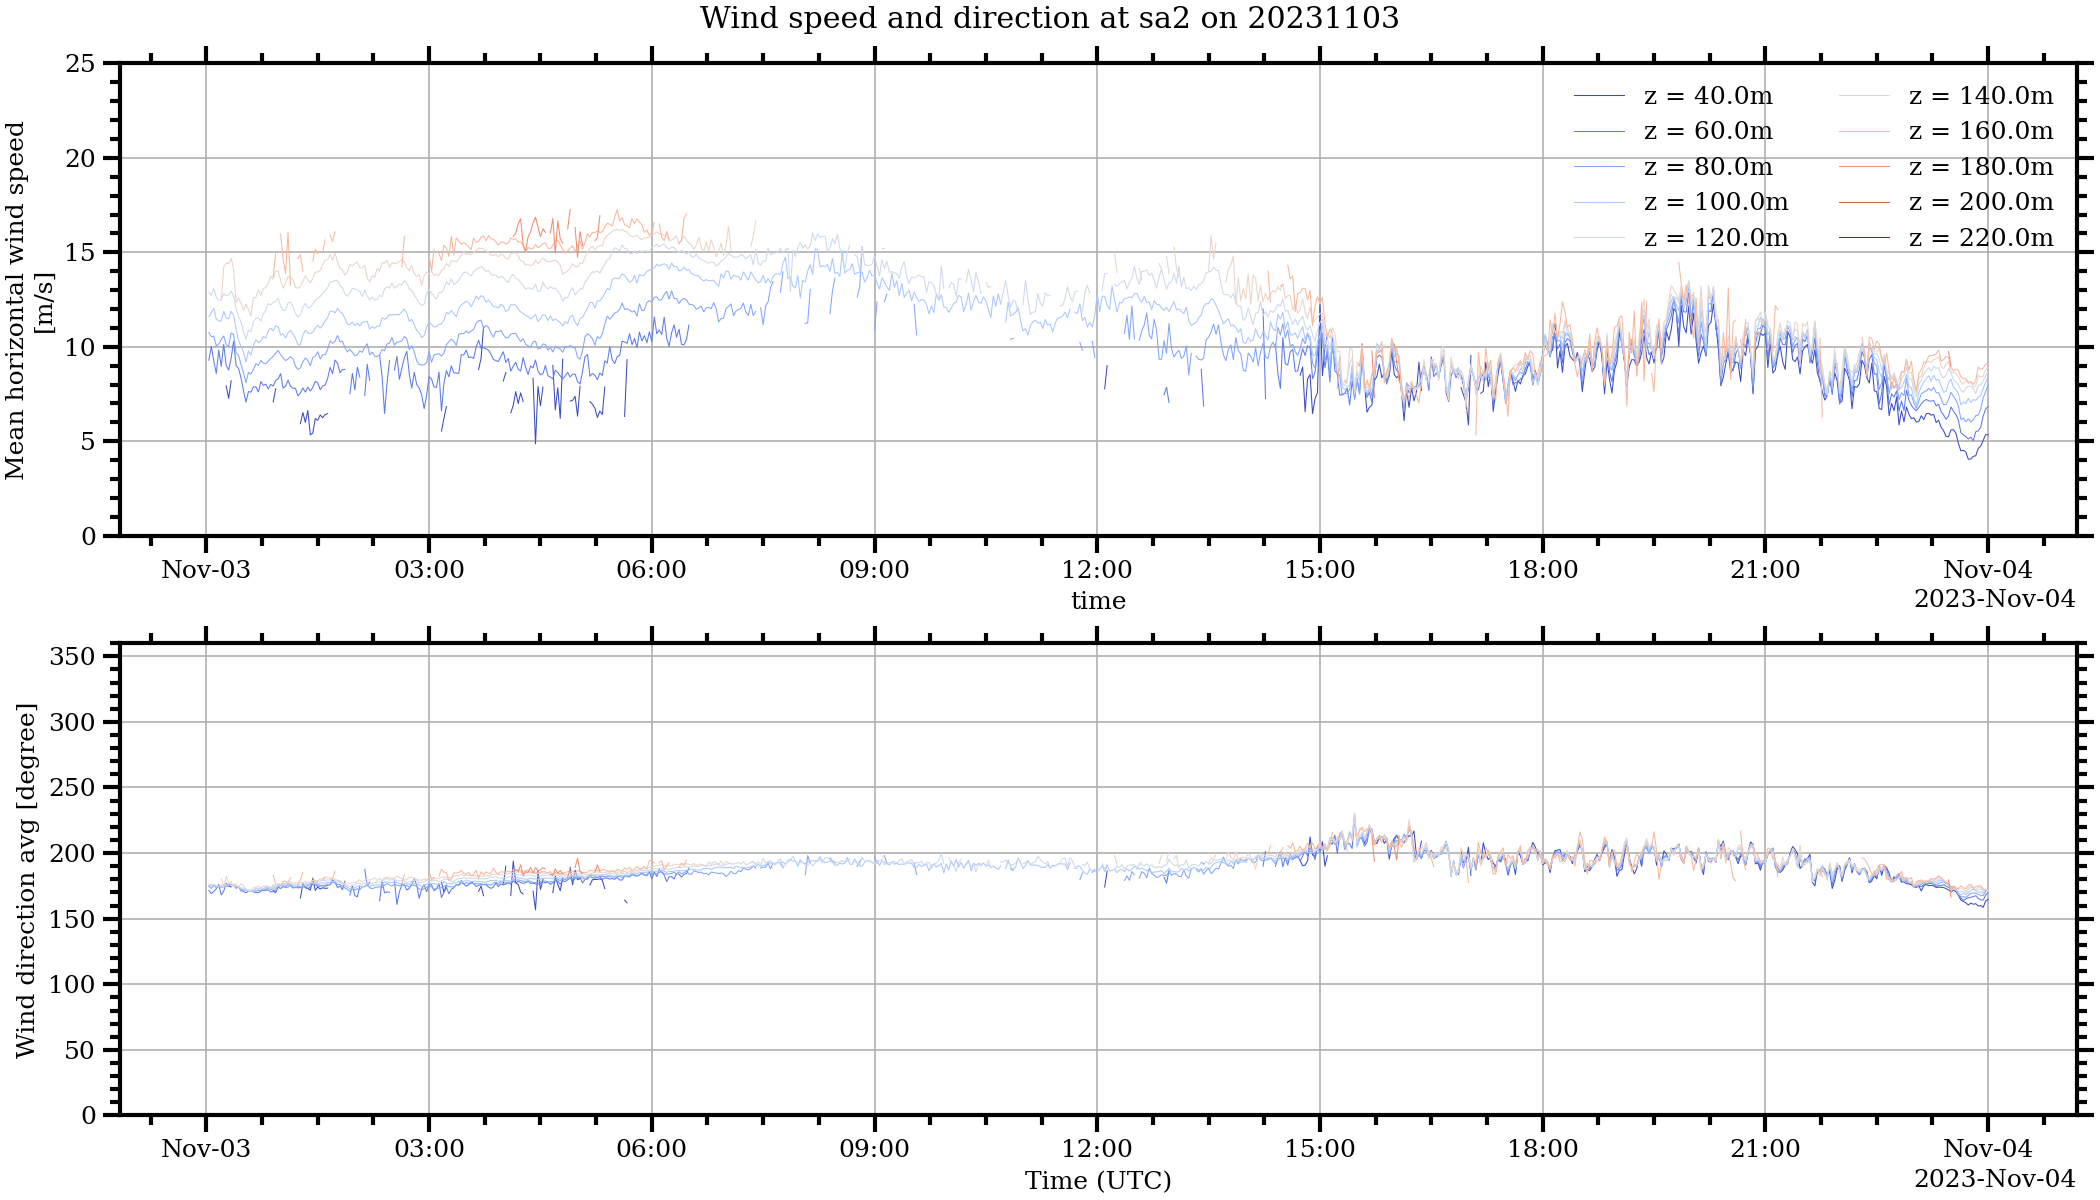 Wind speed and direction at sa2 on 20231103
Mean horizontal wind speed
[m/s]
25
20
15
10
5
0
z = 40.0m
z = 60.0m
z = 80.0m
z = 100.0m
z = 120.0m
z = 140.0m
z = 160.0m
z = 180.0m
z = 200.0m
z = 220.0m
Nov-03 03:00 06:00 09:00 12:00 15:00 18:00 21:00 Nov-04
time
2023-Nov-04
Wind direction avg [degree]
350
300
250
200
150
100
50
0
Nov-03 03:00 06:00 09:00 12:00 15:00 18:00 21:00 Nov-04
Time (UTC)
2023-Nov-04